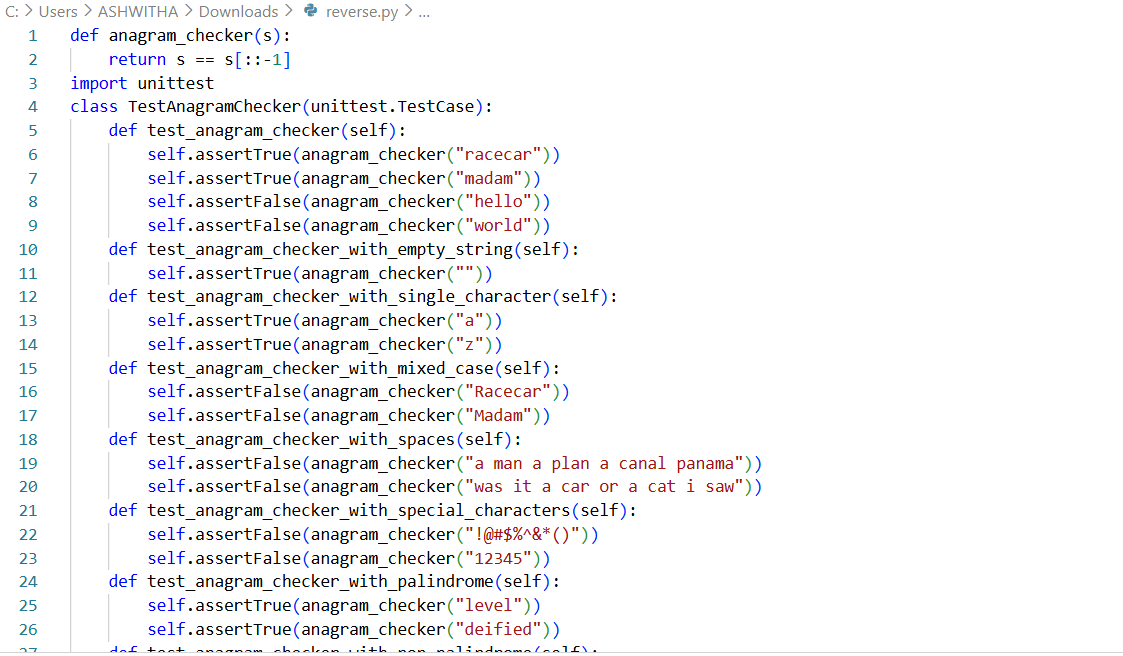 C: > Users > ASHWITHA > Downloads > reverse.py > ...
1 def anagram_checker(s):
2     return s == s[::-1]
3 import unittest
4 class TestAnagramChecker(unittest.TestCase):
5     def test_anagram_checker(self):
6         self.assertTrue(anagram_checker("racecar"))
7         self.assertTrue(anagram_checker("madam"))
8         self.assertFalse(anagram_checker("hello"))
9         self.assertFalse(anagram_checker("world"))
10     def test_anagram_checker_with_empty_string(self):
11         self.assertTrue(anagram_checker(""))
12     def test_anagram_checker_with_single_character(self):
13         self.assertTrue(anagram_checker("a"))
14         self.assertTrue(anagram_checker("z"))
15     def test_anagram_checker_with_mixed_case(self):
16         self.assertFalse(anagram_checker("Racecar"))
17         self.assertFalse(anagram_checker("Madam"))
18     def test_anagram_checker_with_spaces(self):
19         self.assertFalse(anagram_checker("a man a plan a canal panama"))
20         self.assertFalse(anagram_checker("was it a car or a cat i saw"))
21     def test_anagram_checker_with_special_characters(self):
22         self.assertFalse(anagram_checker("!@#$%^&*()"))
23         self.assertFalse(anagram_checker("12345"))
24     def test_anagram_checker_with_palindrome(self):
25         self.assertTrue(anagram_checker("level"))
26         self.assertTrue(anagram_checker("deified"))
27     def test_anagram_checker_with_non_palindrome(self):